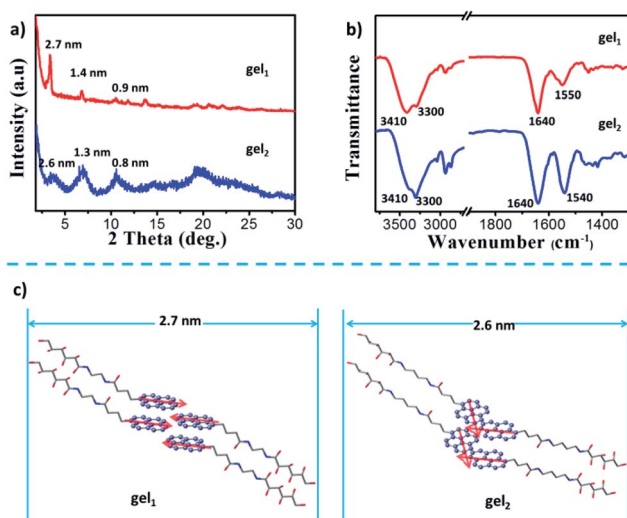 a)
2.7 nm
gel₁
1.4 nm
0.9 nm
gel₂
2.6 nm
1.3 nm
0.8 nm
Intensity (a.u)
5 10 15 20 25 30
2 Theta (deg.)
b)
gel₁
3410 3300
1640
1550
gel₂
3410 3300
1640
1540
Transmittance
3500 3000 1800 1600 1400
Wavenumber (cm⁻¹)
c)
2.7 nm
gel₁
2.6 nm
gel₂